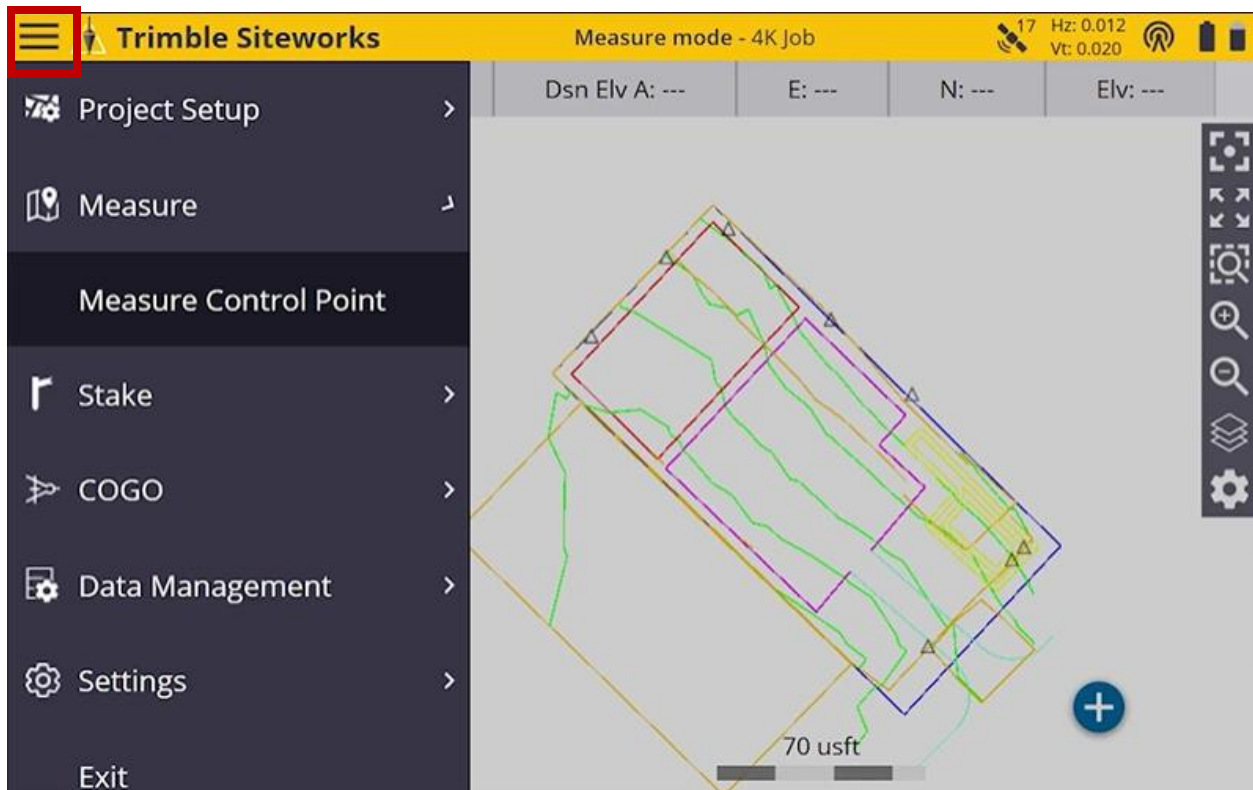 Trimble Siteworks
Measure mode - 4K Job
17
Hz: 0.012
Vt: 0.020
Dsn Elv A: ---
E: ---
N: ---
Elv: ---
Project Setup
Measure
Measure Control Point
Stake
COGO
Data Management
Settings
Exit
70 usft